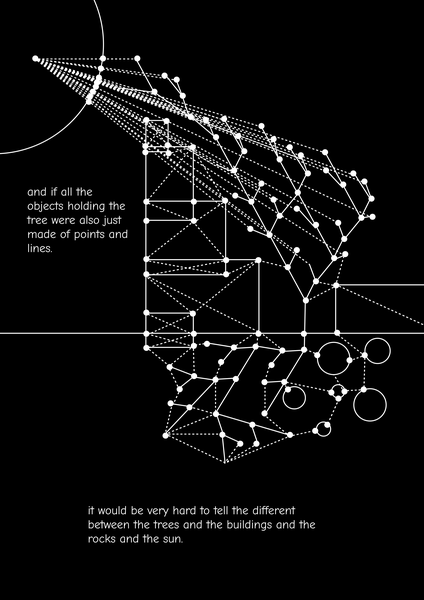 and if all the
objects holding the
tree were also just
made of points and
lines.
it would be very hard to tell the different
between the trees and the buildings and the
rocks and the sun.